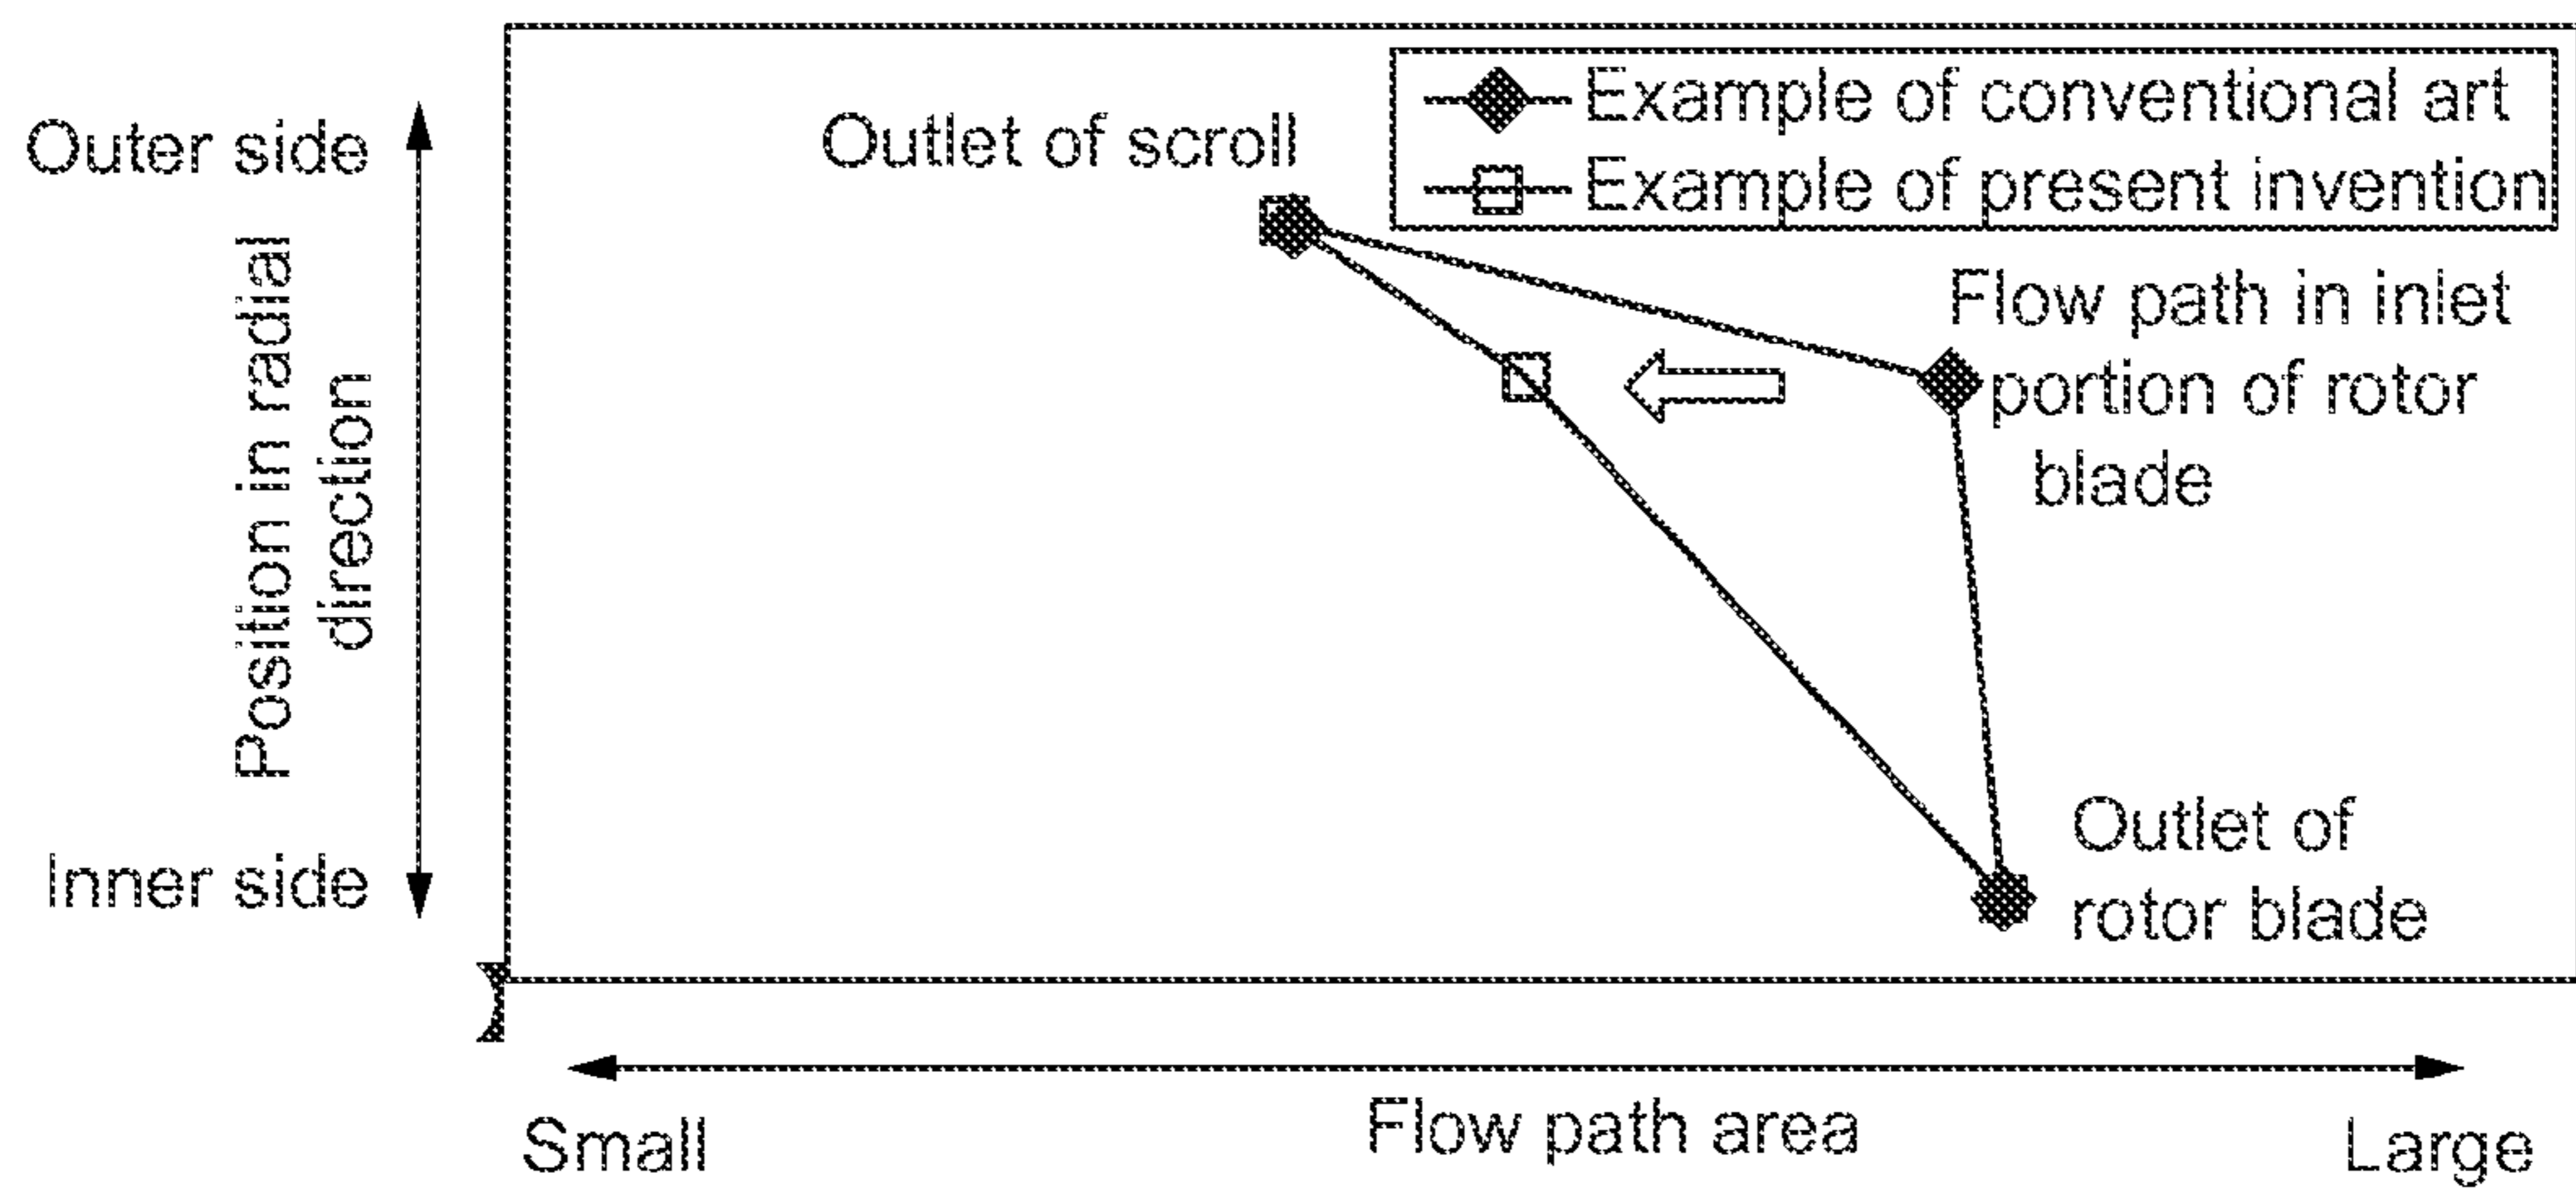 Example of conventional art
Example of present invention
Outer side
Outlet of scroll
Position in radial
direction
Flow path in inlet
portion of rotor
blade
Inner side
Outlet of
rotor blade
Small
Flow path area
Large